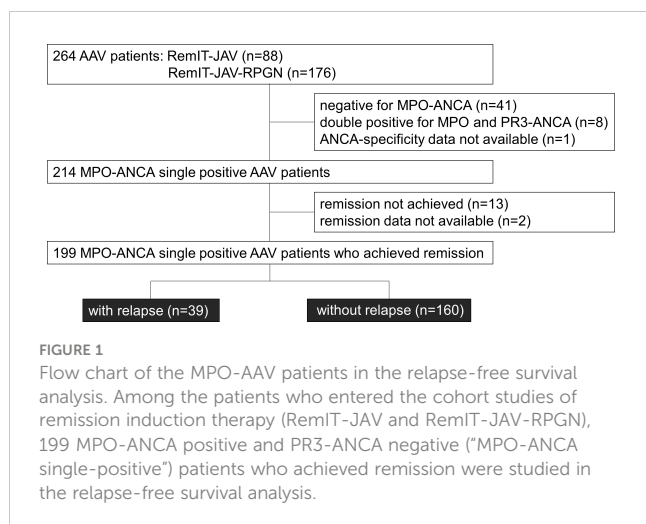 264 AAV patients: RemIT-JAV (n=88)
RemIT-JAV-RPGN (n=176)
negative for MPO-ANCA (n=41)
double positive for MPO and PR3-ANCA (n=8)
ANCA-specificity data not available (n=1)
214 MPO-ANCA single positive AAV patients
remission not achieved (n=13)
remission data not available (n=2)
199 MPO-ANCA single positive AAV patients who achieved remission
with relapse (n=39)
without relapse (n=160)
FIGURE 1
Flow chart of the MPO-AAV patients in the relapse-free survival
analysis. Among the patients who entered the cohort studies of
remission induction therapy (RemIT-JAV and RemIT-JAV-RPGN),
199 MPO-ANCA positive and PR3-ANCA negative (“MPO-ANCA
single-positive”) patients who achieved remission were studied in
the relapse-free survival analysis.